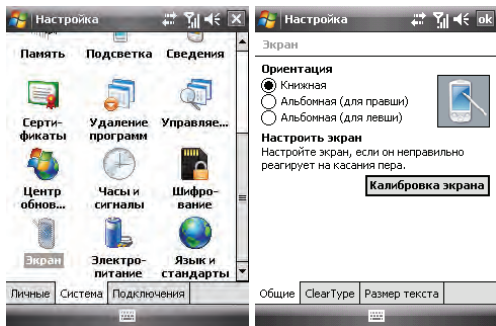 Настройка
Память Подсветка Сведения
Серти-
фикаты
Удаление
программ
Управляе...
Центр
обнов...
Часы и
сигналы
Шифро-
вание
Экран
Электро-
питание
Язык и
стандарты
Личные Система Подключения
Настройка ok
Экран
Ориентация
Книжная
Альбомная (для правши)
Альбомная (для левши)
Настроить экран
Настройте экран, если он неправильно
реагирует на касания пера.
Калибровка экрана
Общие ClearType Размер текста